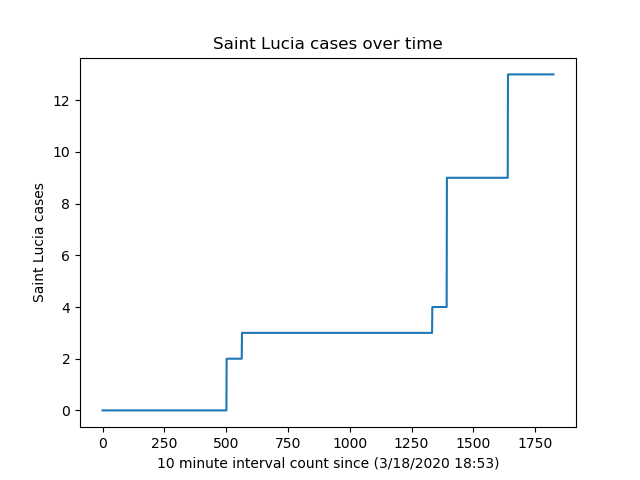 Saint Lucia cases over time
Saint Lucia cases
12
10
8
6
4
2
0
0 250 500 750 1000 1250 1500 1750
10 minute interval count since (3/18/2020 18:53)